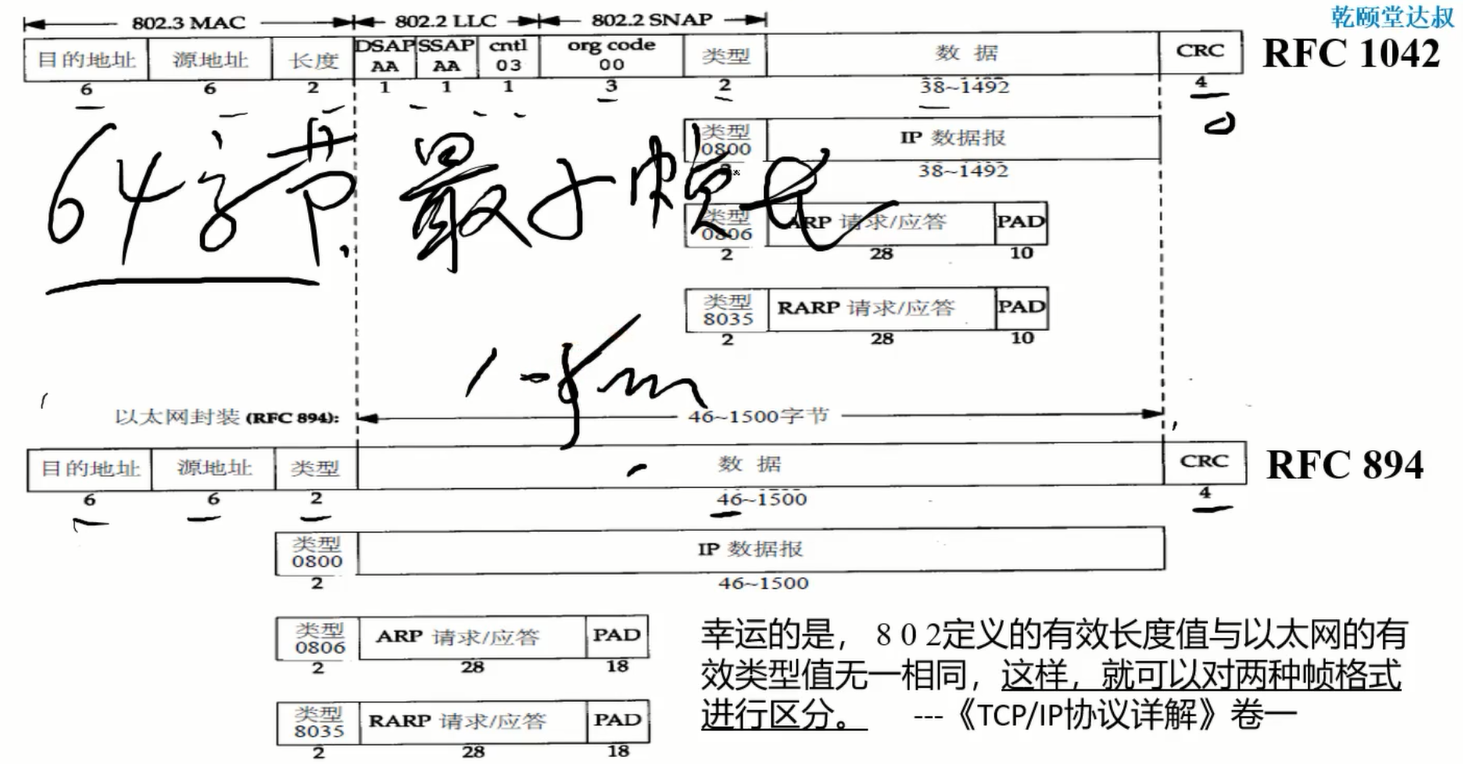 乾颐堂达叔
802.3 MAC 802.2 LLC 802.2 SNAP
目的地址 源地址 长度 DSAP AA SSAP AA cntl 03 org code 00 类型 数据 CRC RFC 1042
6 6 2 1 1 1 3 2 38~1492 4
类型 0800 IP 数据报
38~1492
64字节 最小帧长
类型 0806 ARP 请求/应答 PAD
2 28 10
类型 8035 RARP 请求/应答 PAD
2 28 10
以太网封装(RFC 894): 46~1500字节
目的地址 源地址 类型 数据 CRC RFC 894
6 6 2 46~1500 4
类型 0800 IP 数据报
2 46~1500
类型 0806 ARP 请求/应答 PAD
2 28 18
类型 8035 RARP 请求/应答 PAD
2 28 18
幸运的是，８０２定义的有效长度值与以太网的有
效类型值无一相同，这样，就可以对两种帧格式
进行区分。 ---《TCP/IP协议详解》卷一